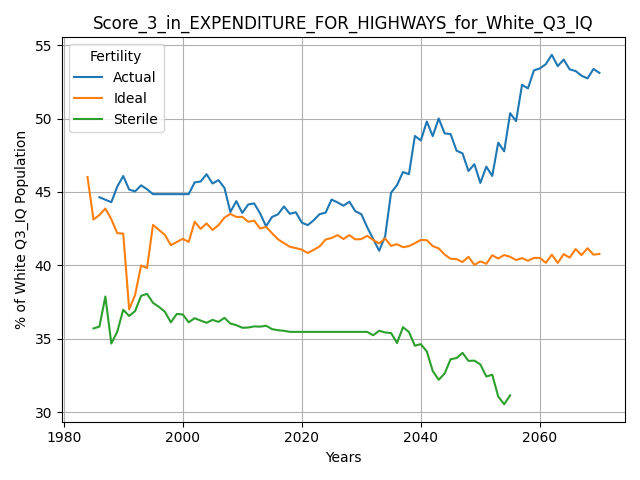 Score_3_in_EXPENDITURE_FOR_HIGHWAYS_for_White_Q3_IQ
Fertility
Actual
Ideal
Sterile
% of White Q3_IQ Population
55
50
45
40
35
30
1980
2000
2020
2040
2060
Years